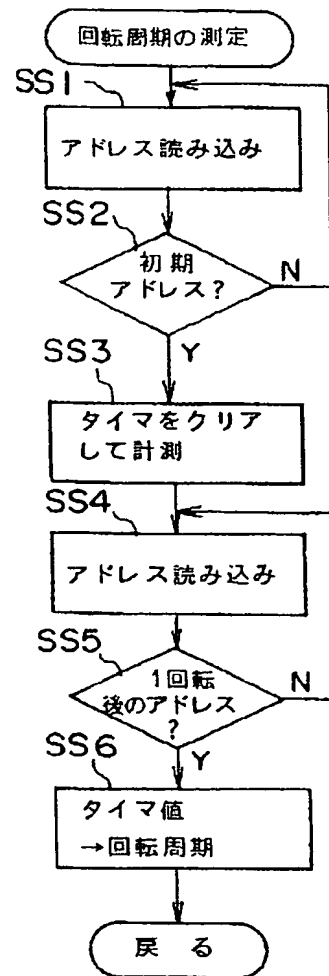 回転周期の測定
SS1
アドレス読み込み
SS2
初期
アドレス?
N
Y
SS3
タイマをクリア
して計測
SS4
アドレス読み込み
SS5
1回転
後のアドレス
?
N
Y
SS6
タイマ値
→回転周期
戻る